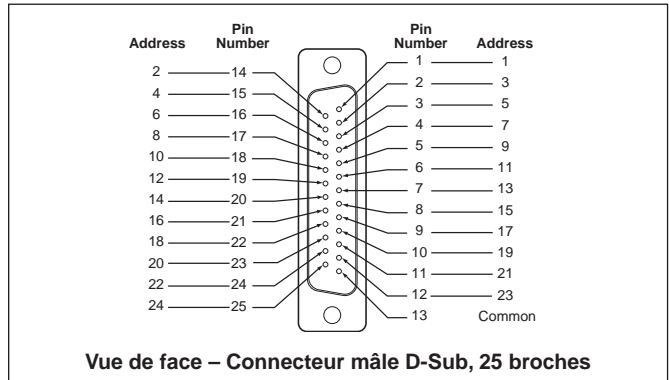 Address Pin Number Pin Number Address
2 14 1 1
4 15 2 3
6 16 3 5
8 17 4 7
10 18 5 9
12 19 6 11
14 20 7 13
16 21 8 15
18 22 9 17
20 23 10 19
22 24 11 21
24 25 12 23
13 Common
Vue de face – Connecteur mâle D-Sub, 25 broches